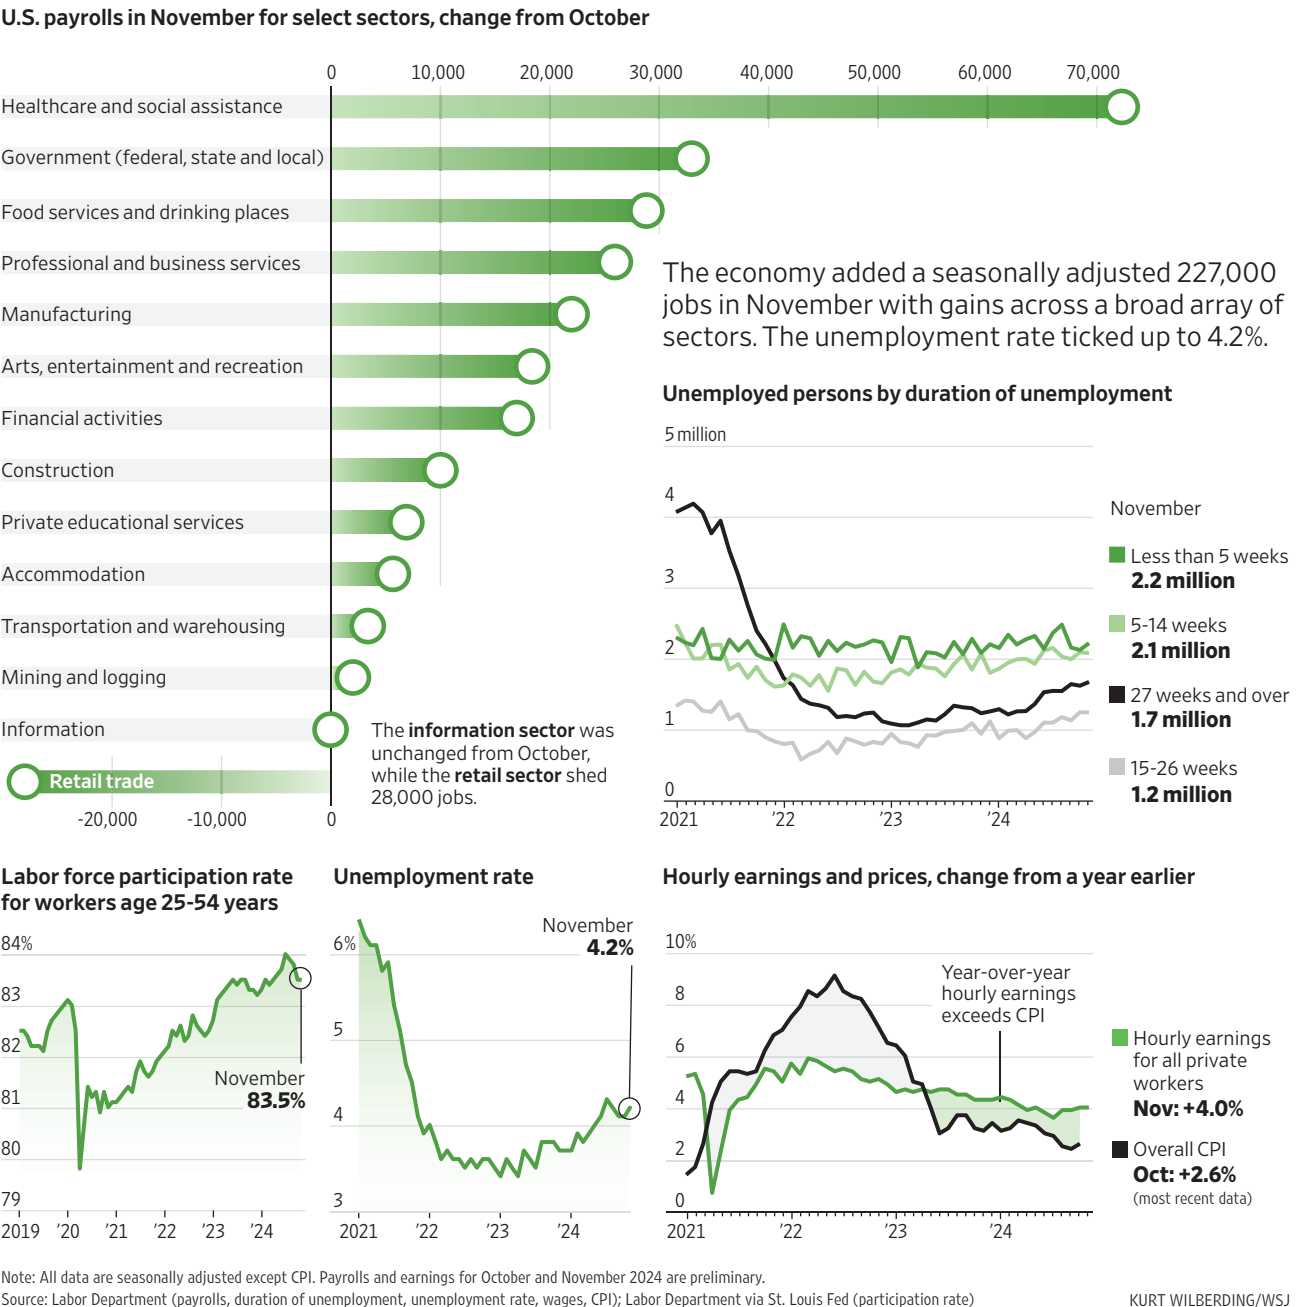 U.S. payrolls in November for select sectors, change from October
0 10,000 20,000 30,000 40,000 50,000 60,000 70,000
Healthcare and social assistance
Government (federal, state and local)
Food services and drinking places
Professional and business services
Manufacturing
Arts, entertainment and recreation
Financial activities
Construction
Private educational services
Accommodation
Transportation and warehousing
Mining and logging
Information
Retail trade
-20,000 -10,000 0
The information sector was
unchanged from October,
while the retail sector shed
28,000 jobs.
The economy added a seasonally adjusted 227,000
jobs in November with gains across a broad array of
sectors. The unemployment rate ticked up to 4.2%.
Unemployed persons by duration of unemployment
5 million
4
3
2
1
0
2021 ’22 ’23 ’24
November
Less than 5 weeks
2.2 million
5-14 weeks
2.1 million
27 weeks and over
1.7 million
15-26 weeks
1.2 million
Labor force participation rate
for workers age 25-54 years
84%
83
82
81
80
79
2019 ’20 ’21 ’22 ’23 ’24
November
83.5%
Unemployment rate
6%
5
4
3
2021 ’22 ’23 ’24
November
4.2%
Hourly earnings and prices, change from a year earlier
10%
8
6
4
2
0
2021 ’22 ’23 ’24
Year-over-year
hourly earnings
exceeds CPI
Hourly earnings
for all private
workers
Nov: +4.0%
Overall CPI
Oct: +2.6%
(most recent data)
Note: All data are seasonally adjusted except CPI. Payrolls and earnings for October and November 2024 are preliminary.
Source: Labor Department (payrolls, duration of unemployment, unemployment rate, wages, CPI); Labor Department via St. Louis Fed (participation rate)
KURT WILBERDING/WSJ